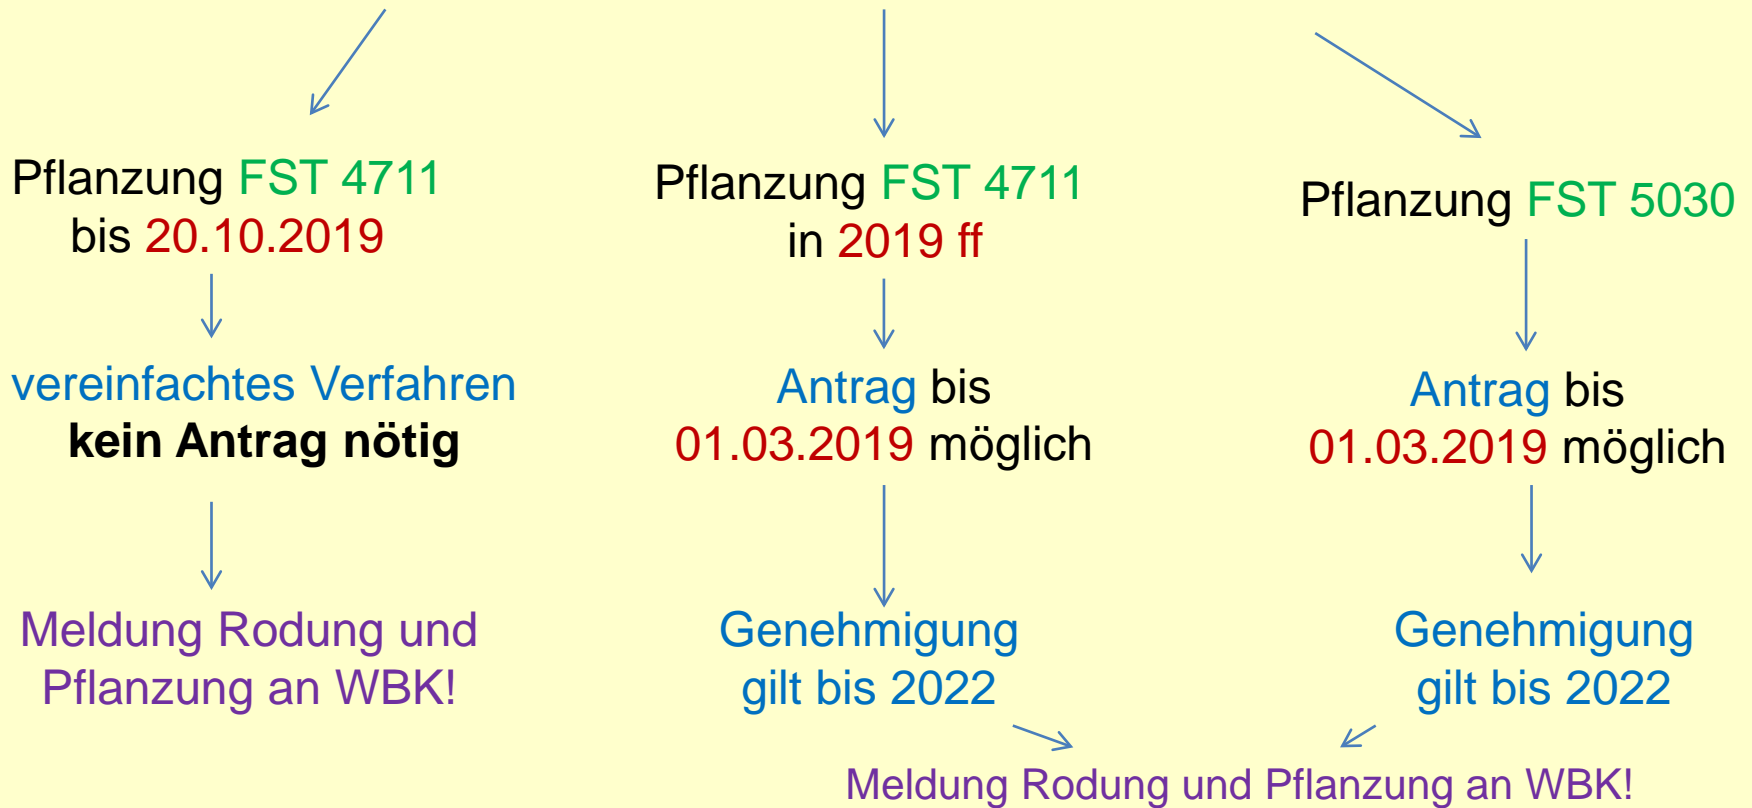 Pflanzung FST 4711
bis 20.10.2019
vereinfachtes Verfahren
kein Antrag nötig
Meldung Rodung und
Pflanzung an WBK!
Pflanzung FST 4711
in 2019 ff
Antrag bis
01.03.2019 möglich
Genehmigung
gilt bis 2022
Pflanzung FST 5030
Antrag bis
01.03.2019 möglich
Genehmigung
gilt bis 2022
Meldung Rodung und Pflanzung an WBK!